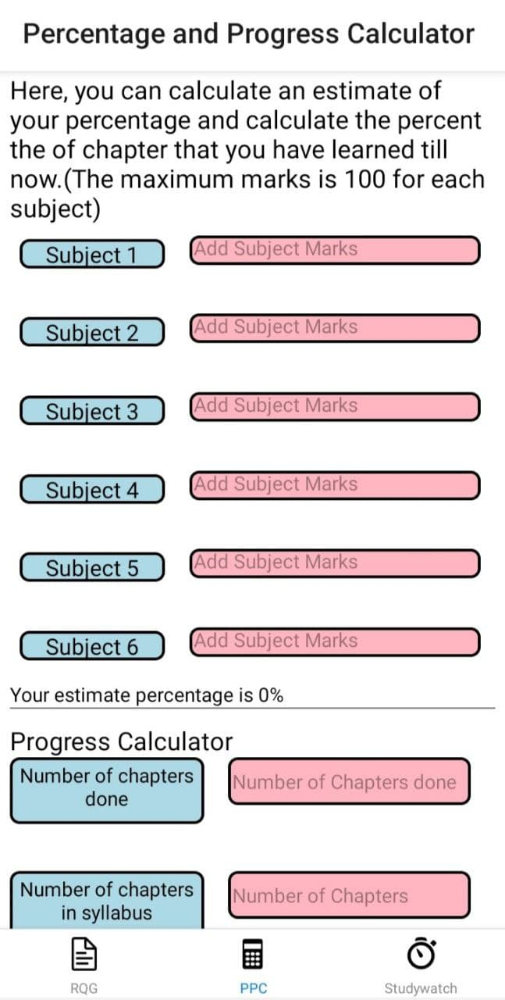 Percentage and Progress Calculator
Here, you can calculate an estimate of
your percentage and calculate the percent
the of chapter that you have learned till
now.(The maximum marks is 100 for each
subject)
Subject 1 Add Subject Marks
Subject 2 Add Subject Marks
Subject 3 Add Subject Marks
Subject 4 Add Subject Marks
Subject 5 Add Subject Marks
Subject 6 Add Subject Marks
Your estimate percentage is 0%
Progress Calculator
Number of chapters
done
Number of Chapters done
Number of chapters
in syllabus
Number of Chapters
RQG PPC Studywatch